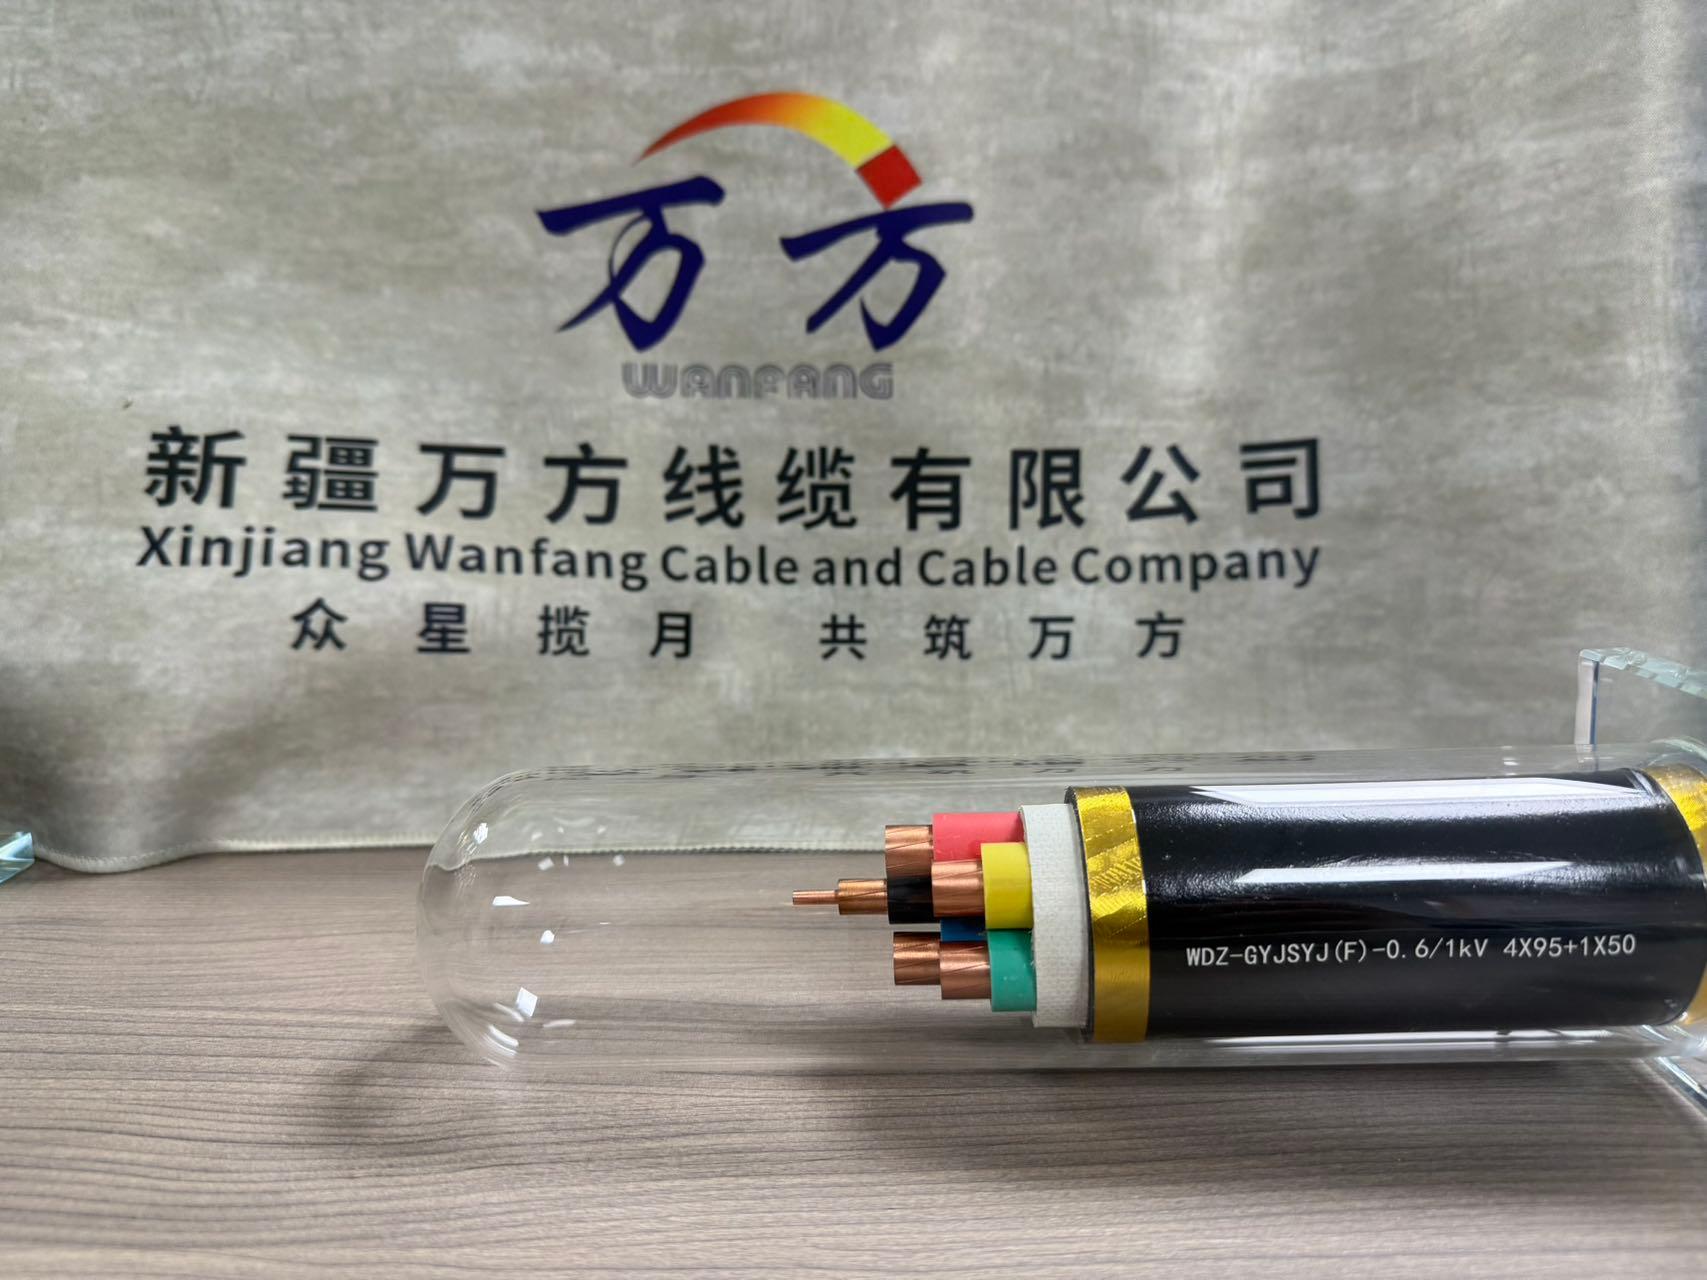 万方
WANFANG
新疆万方线缆有限公司
Xinjiang Wanfang Cable and Cable Company
众星揽月 共筑万方
WDZ-GYJSYJ(F)-0.6/1kV 4X95+1X50